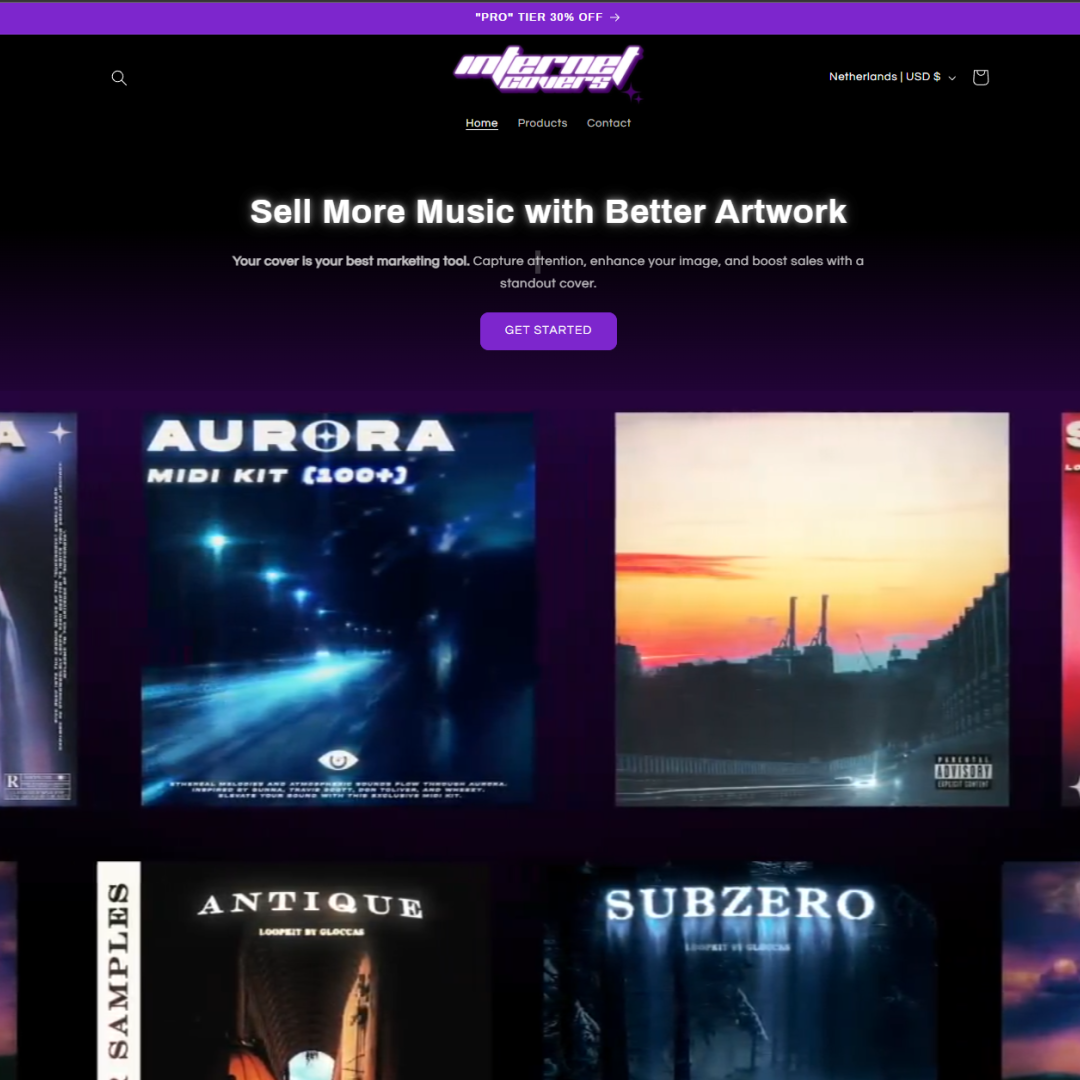 "PRO" TIER 30% OFF →
internet
covers
Netherlands | USD $
Home Products Contact
Sell More Music with Better Artwork
Your cover is your best marketing tool. Capture attention, enhance your image, and boost sales with a
standout cover.
GET STARTED
A
AURORA
MIDI KIT (100+)
ETHEREAL MELODIES AND ATMOSPHERIC SOUNDS FLOW THROUGH AURORA.
INSPIRED BY GUNNA, TRAVIS SCOTT, DON TOLIVER, AND WHEEZY.
ELEVATE YOUR SOUND WITH THIS EXCLUSIVE MIDI KIT.
R
PARENTAL
ADVISORY
EXPLICIT CONTENT
S
LO
SAMPLES
ANTIQUE
LOOPKIT BY GLOCCAS
SUBZERO
LOOPKIT BY GLOCCAS